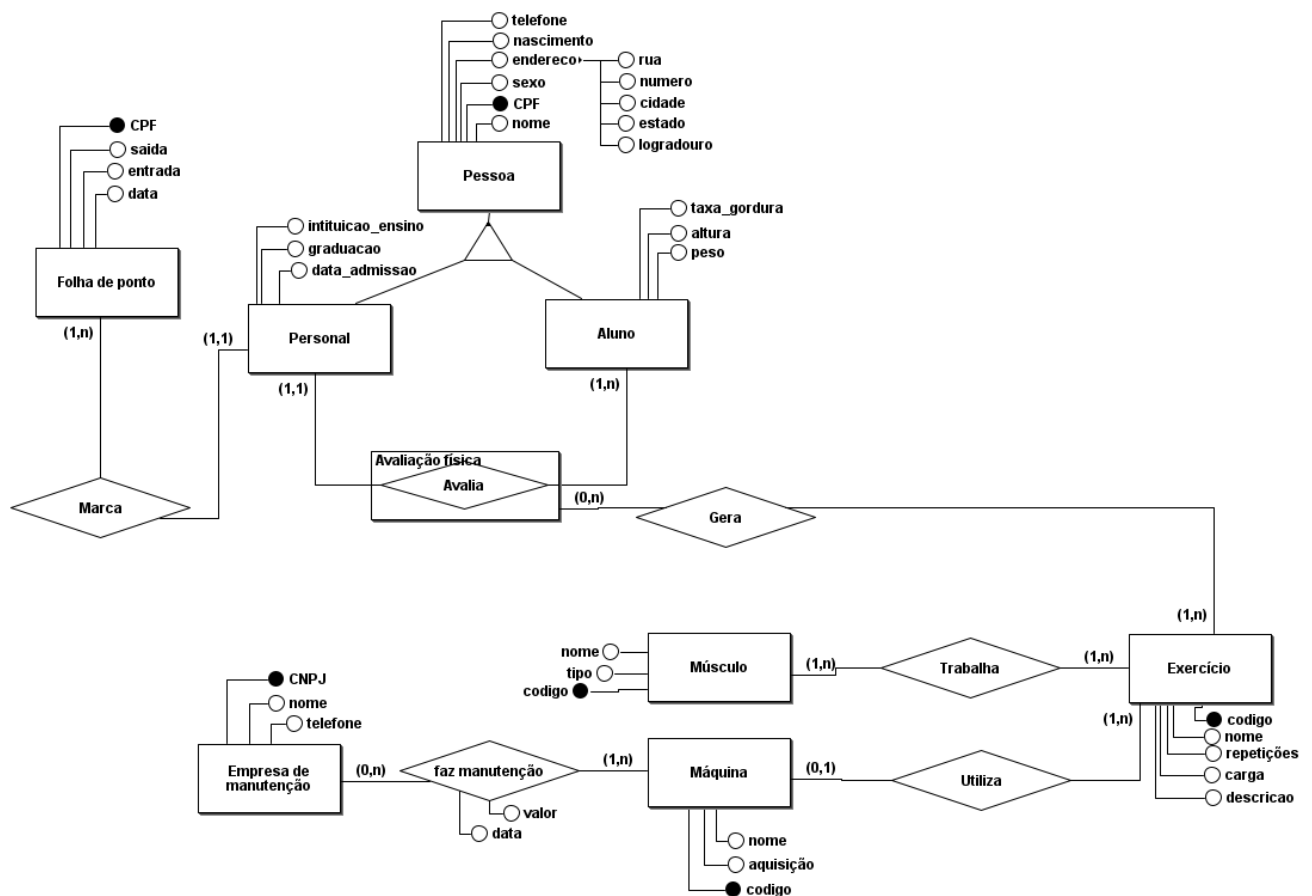 telefone
nascimento
endereco
rua
numero
cidade
estado
logradouro
sexo
CPF
nome
Pessoa
CPF
saida
entrada
data
Folha de ponto
(1,n)
intituicao_ensino
graduacao
data_admissao
Personal
(1,1)
(1,1)
taxa_gordura
altura
peso
Aluno
(1,n)
Marca
Avaliação física
Avalia
(0,n)
Gera
(1,n)
nome
tipo
codigo
Músculo
(1,n)
Trabalha
(1,n)
Exercício
(1,n)
codigo
nome
repetições
carga
descricao
CNPJ
nome
telefone
Empresa de
manutenção
(0,n)
faz manutenção
valor
data
(1,n)
Máquina
(0,1)
Utiliza
nome
aquisição
codigo